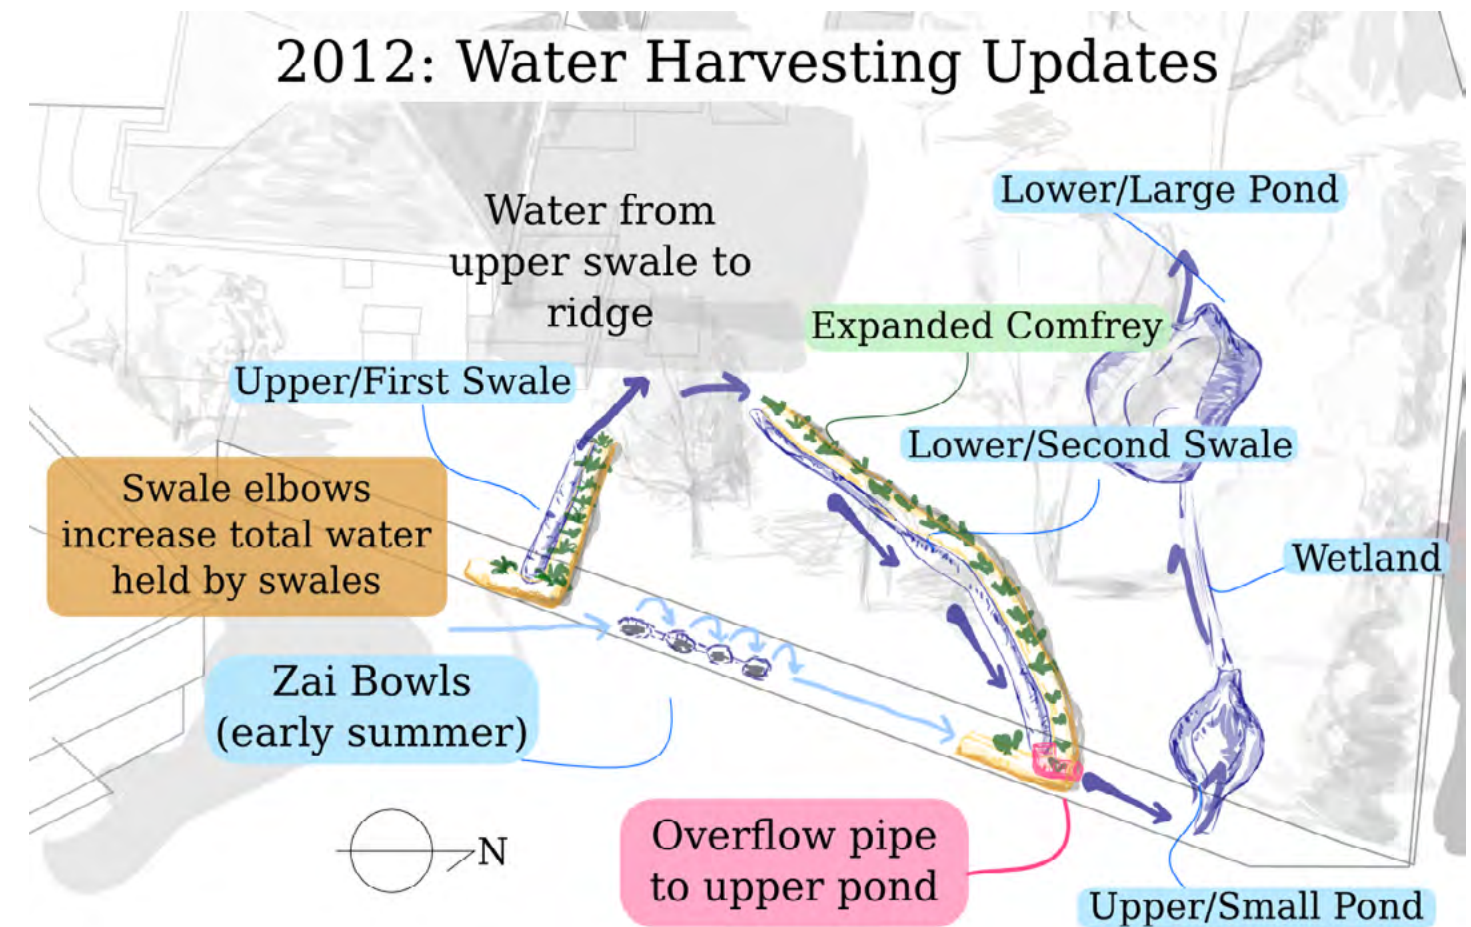 2012: Water Harvesting Updates
Lower/Large Pond
Water from
upper swale to
ridge
Expanded Comfrey
Upper/First Swale
Lower/Second Swale
Swale elbows
increase total water
held by swales
Wetland
Zai Bowls
(early summer)
N
Overflow pipe
to upper pond
Upper/Small Pond